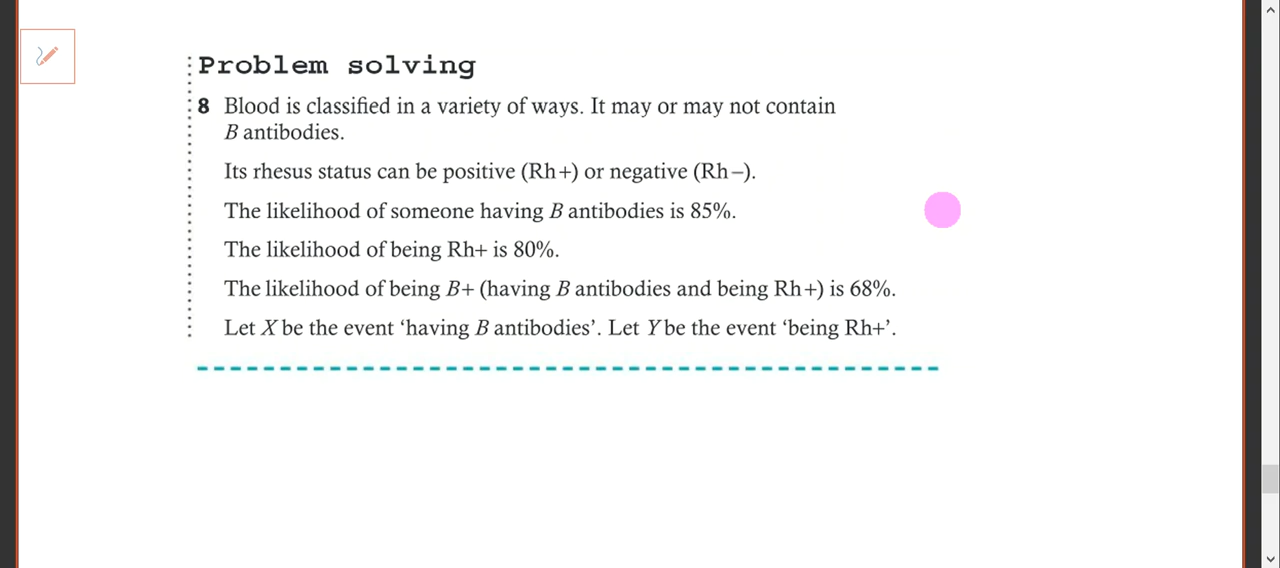 Problem solving
8 Blood is classified in a variety of ways. It may or may not contain
B antibodies.
Its rhesus status can be positive (Rh+) or negative (Rh−).
The likelihood of someone having B antibodies is 85%.
The likelihood of being Rh+ is 80%.
The likelihood of being B+ (having B antibodies and being Rh+) is 68%.
Let X be the event ‘having B antibodies’. Let Y be the event ‘being Rh+’.